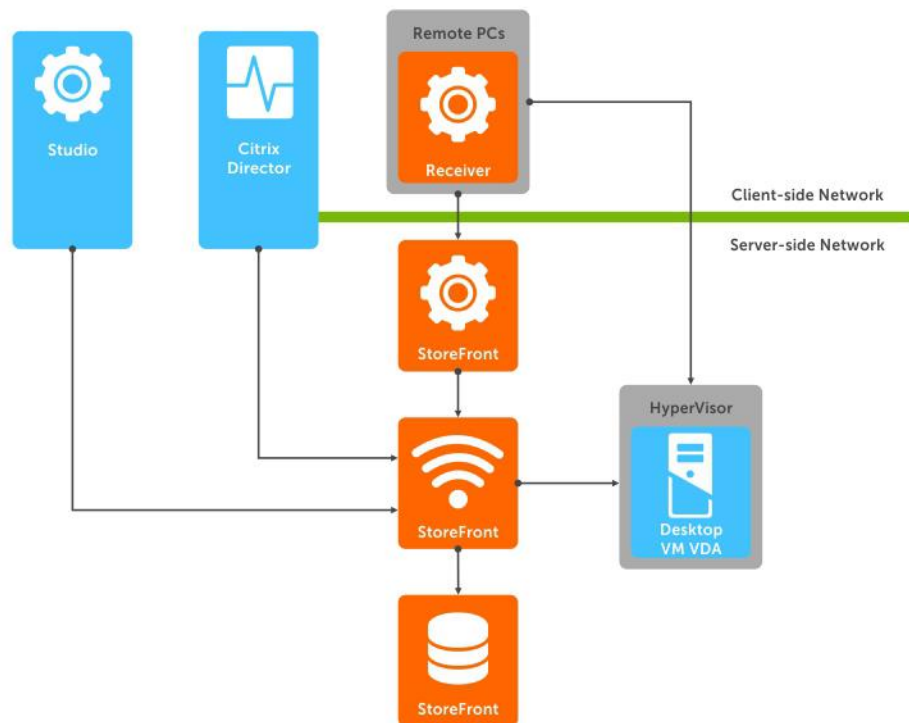 Remote PCs
Studio
Citrix
Director
Receiver
Client-side Network
Server-side Network
StoreFront
HyperVisor
StoreFront
Desktop
VM VDA
StoreFront